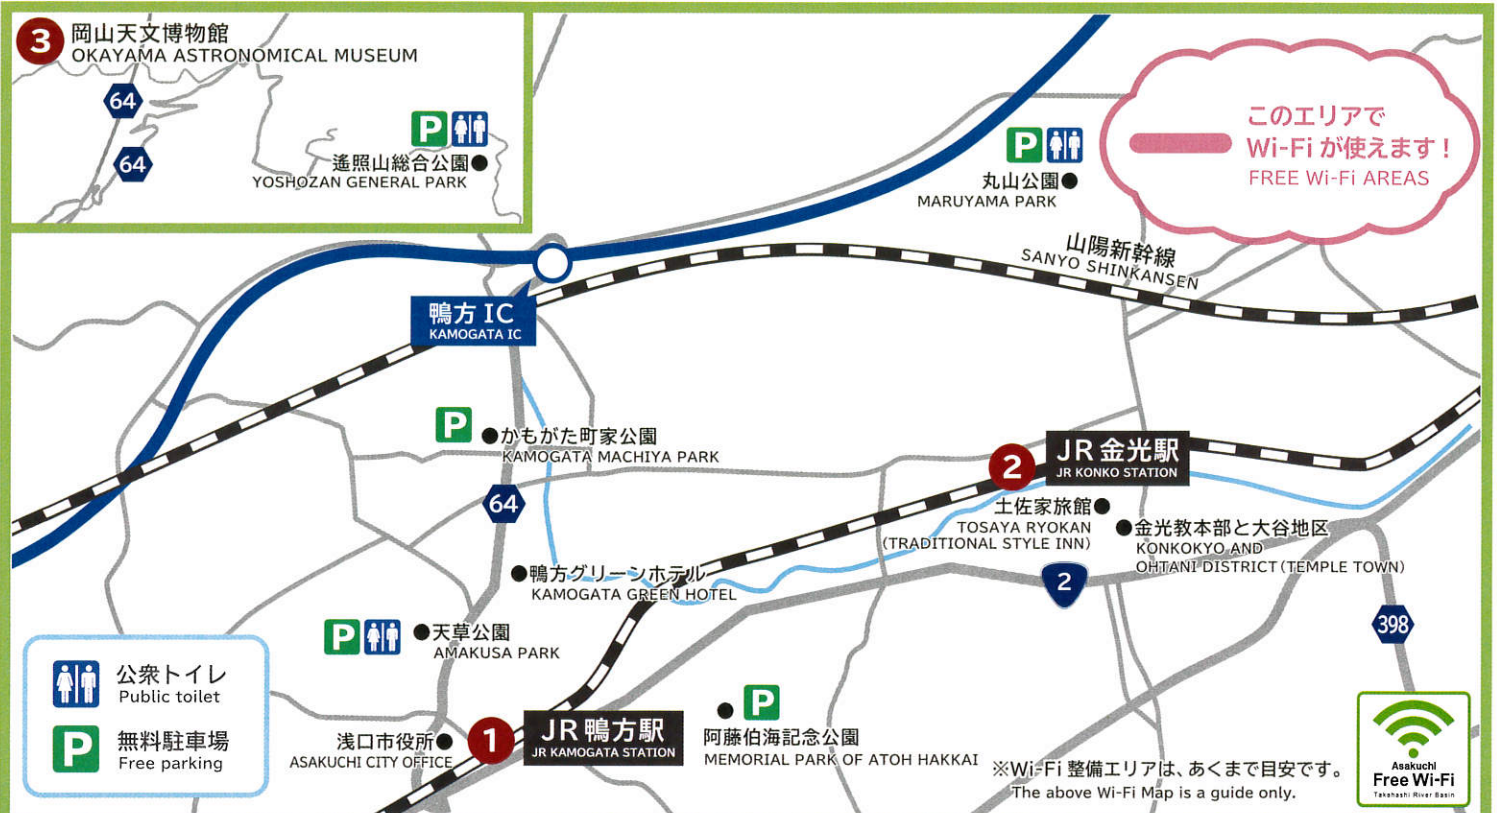 3
岡山天文博物館
OKAYAMA ASTRONOMICAL MUSEUM
64
64
P
遙照山総合公園
YOSHOZAN GENERAL PARK
P
丸山公園
MARUYAMA PARK
このエリアで
Wi-Fi が使えます！
FREE Wi-Fi AREAS
山陽新幹線
SANYO SHINKANSEN
鴨方 IC
KAMOGATA IC
P
かもがた町家公園
KAMOGATA MACHIYA PARK
64
2
JR 金光駅
JR KONKO STATION
土佐家旅館
TOSAYA RYOKAN
(TRADITIONAL STYLE INN)
金光教本部と大谷地区
KONKOKYO AND
OHTANI DISTRICT (TEMPLE TOWN)
鴨方グリーンホテル
KAMOGATA GREEN HOTEL
2
398
P
天草公園
AMAKUSA PARK
公衆トイレ
Public toilet
P
無料駐車場
Free parking
浅口市役所
ASAKUCHI CITY OFFICE
1
JR 鴨方駅
JR KAMOGATA STATION
P
阿藤伯海記念公園
MEMORIAL PARK OF ATOH HAKKAI
※Wi-Fi 整備エリアは、あくまで目安です。
The above Wi-Fi Map is a guide only.
Asakuchi
Free Wi-Fi
Takahashi River Basin